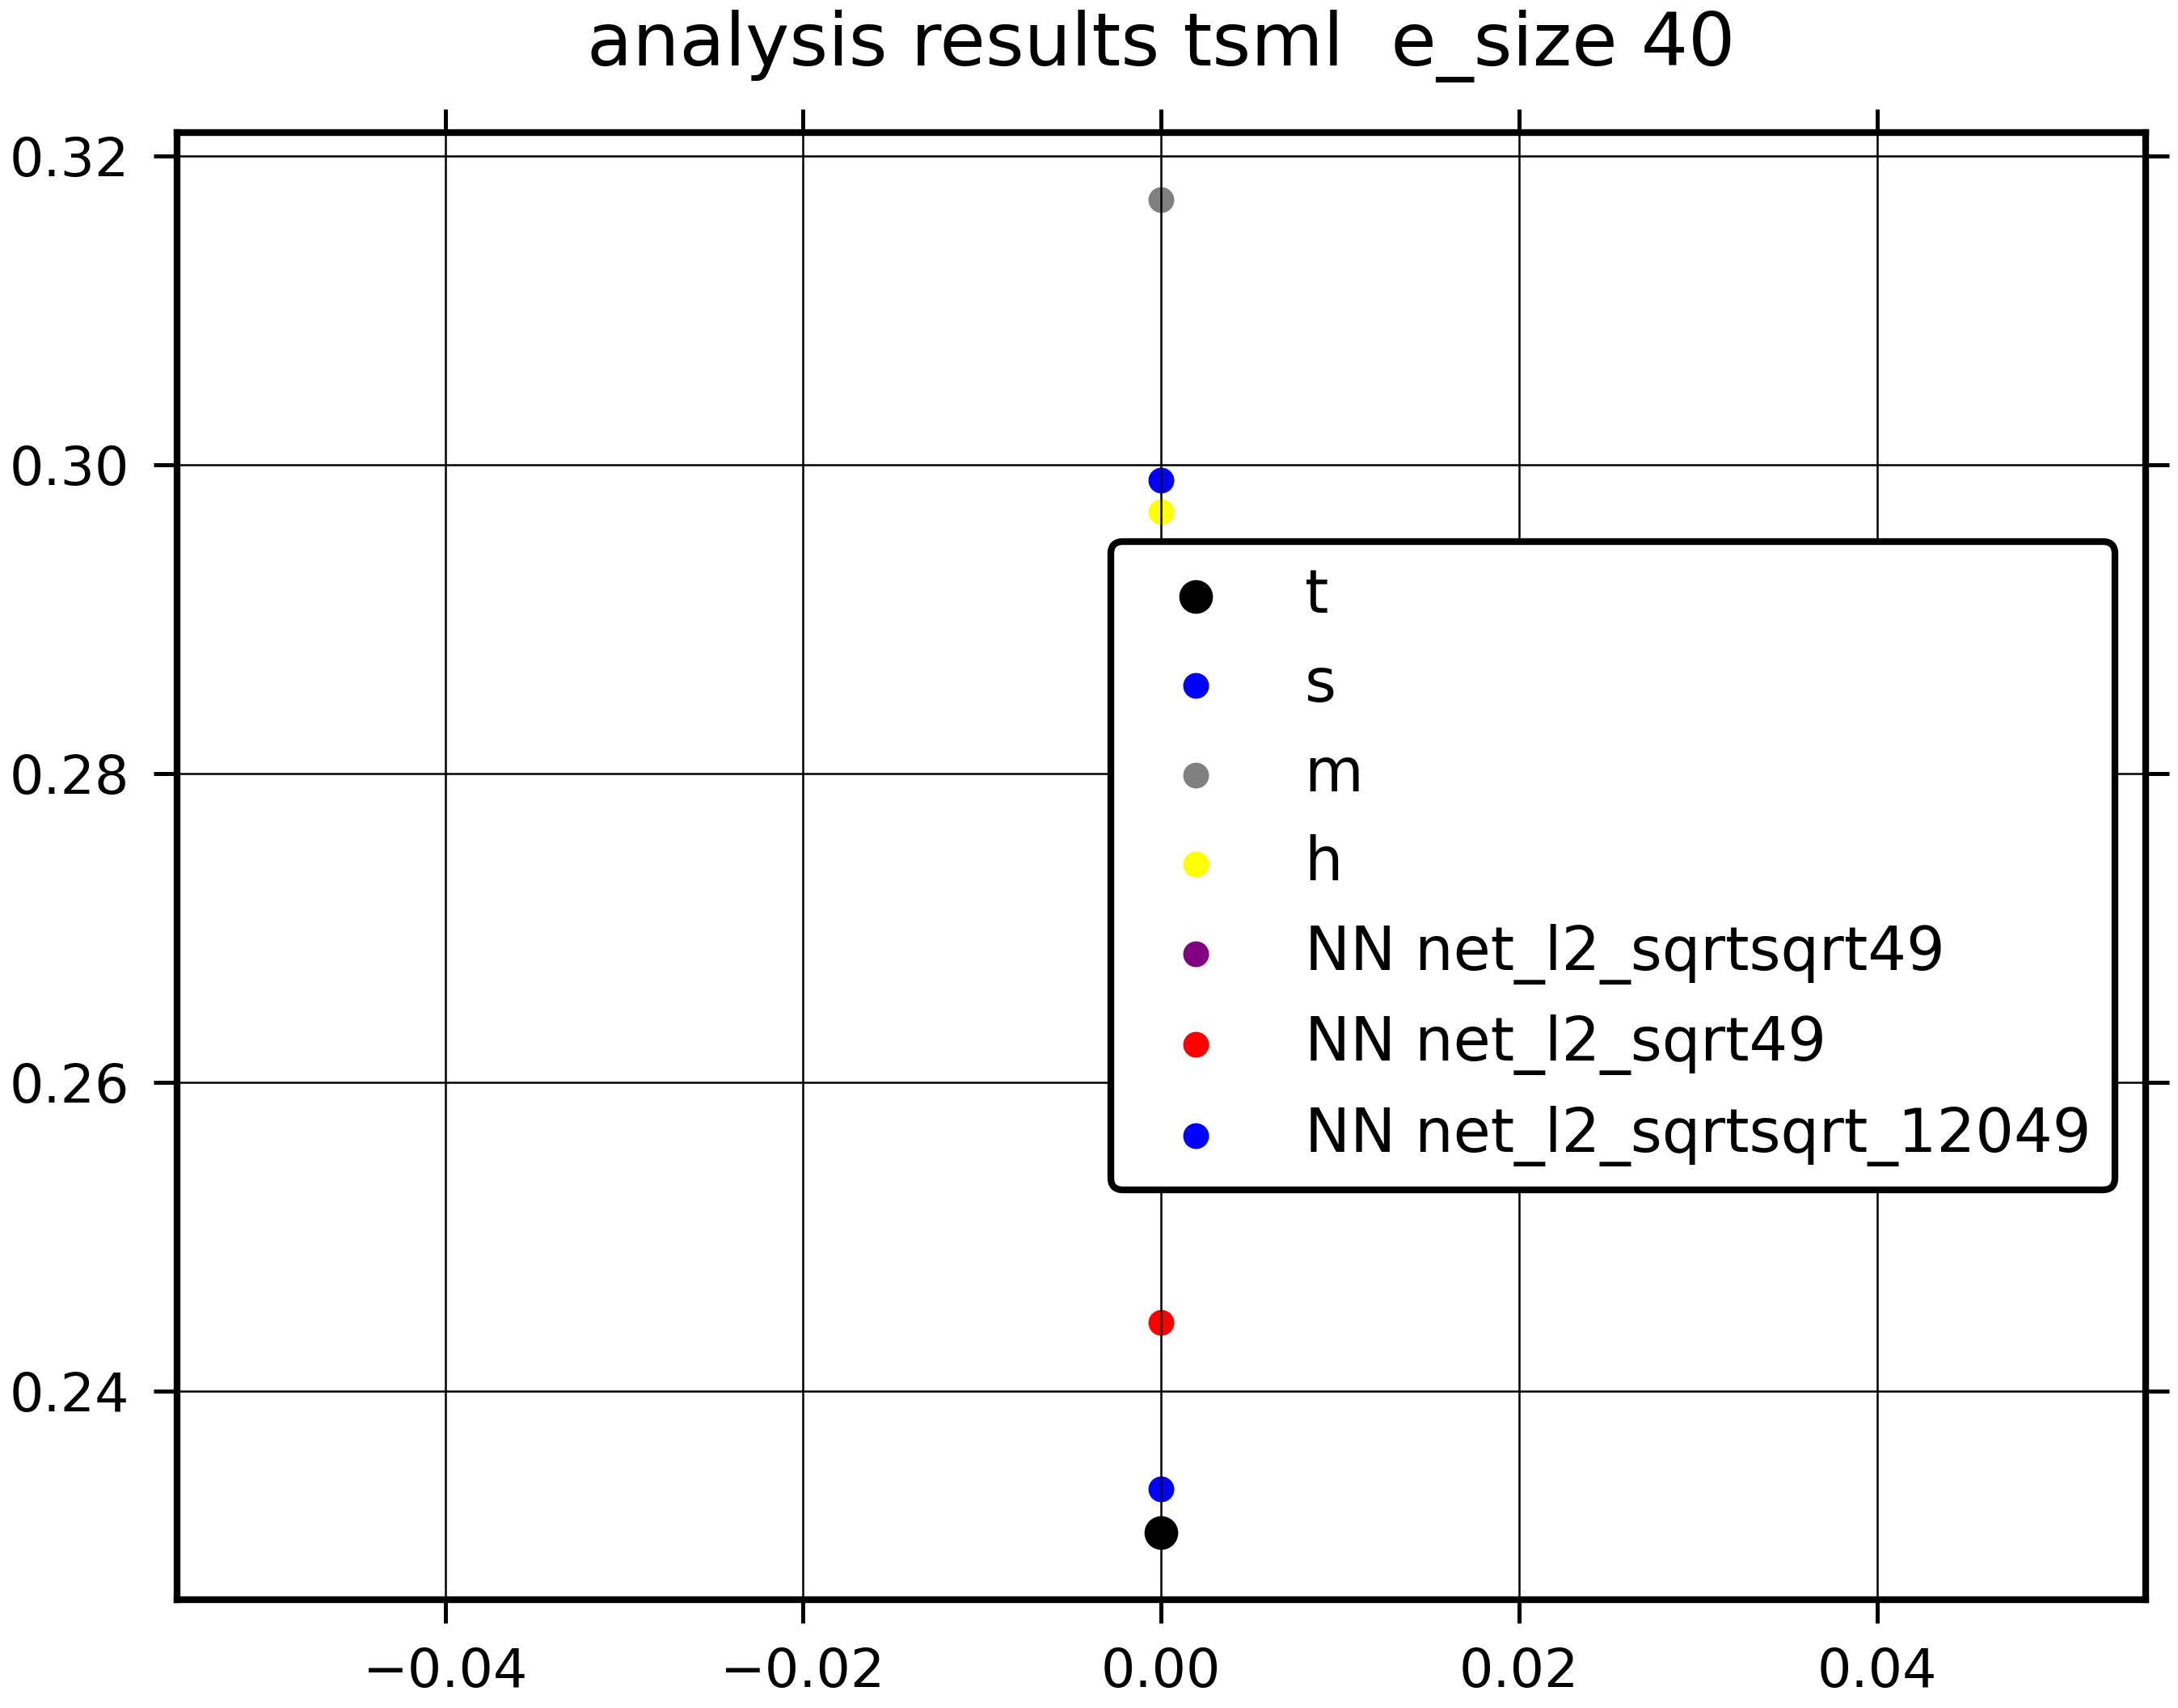 analysis results tsml  e_size 40
0.32
0.30
0.28
0.26
0.24
t
s
m
h
NN net_l2_sqrtsqrt49
NN net_l2_sqrt49
NN net_l2_sqrtsqrt_12049
−0.04
−0.02
0.00
0.02
0.04